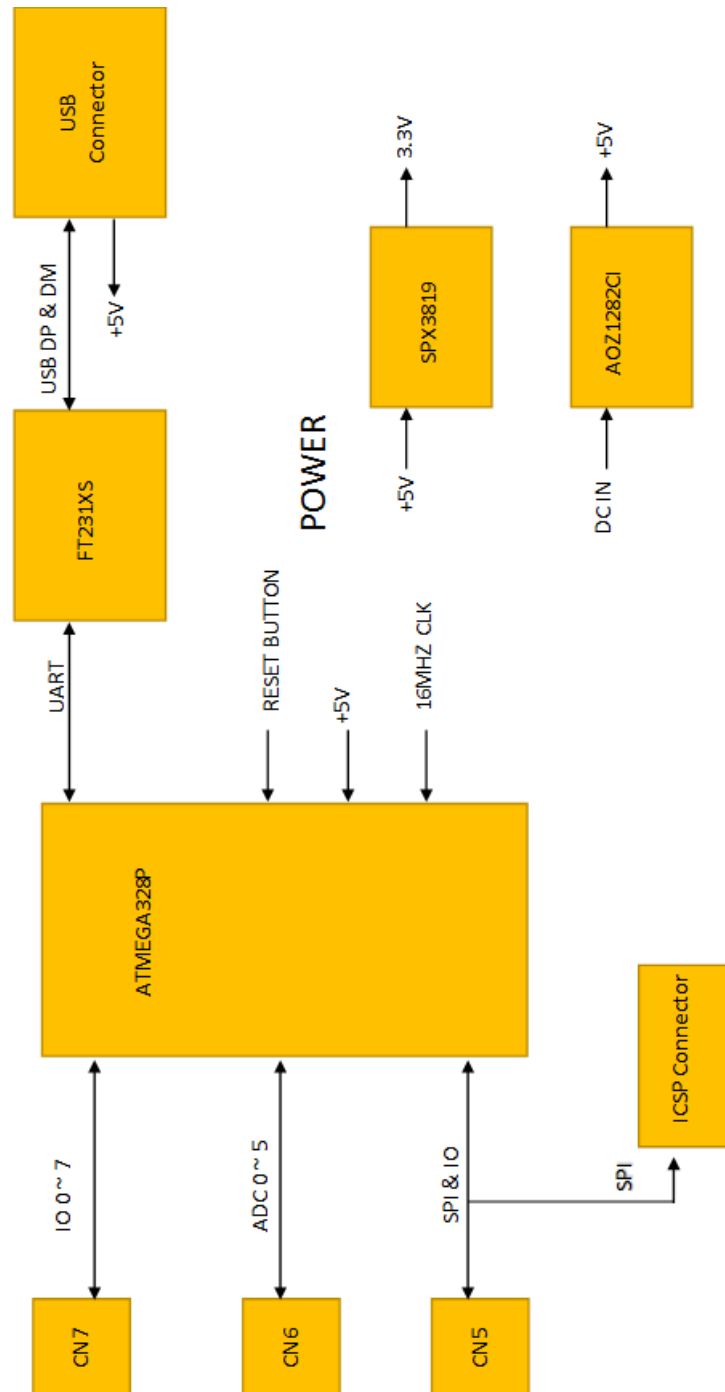 CN7
IO 0~ 7
ATMEGA328P
UART
FT231XS
USB DP & DM
+5V
USB
Connector
CN6
ADC 0~ 5
RESET BUTTON
+5V
16MHZ CLK
CN5
SPI & IO
SPI
ICSP Connector
POWER
+5V
SPX3819
3.3V
DC IN
AOZ1282CI
+5V